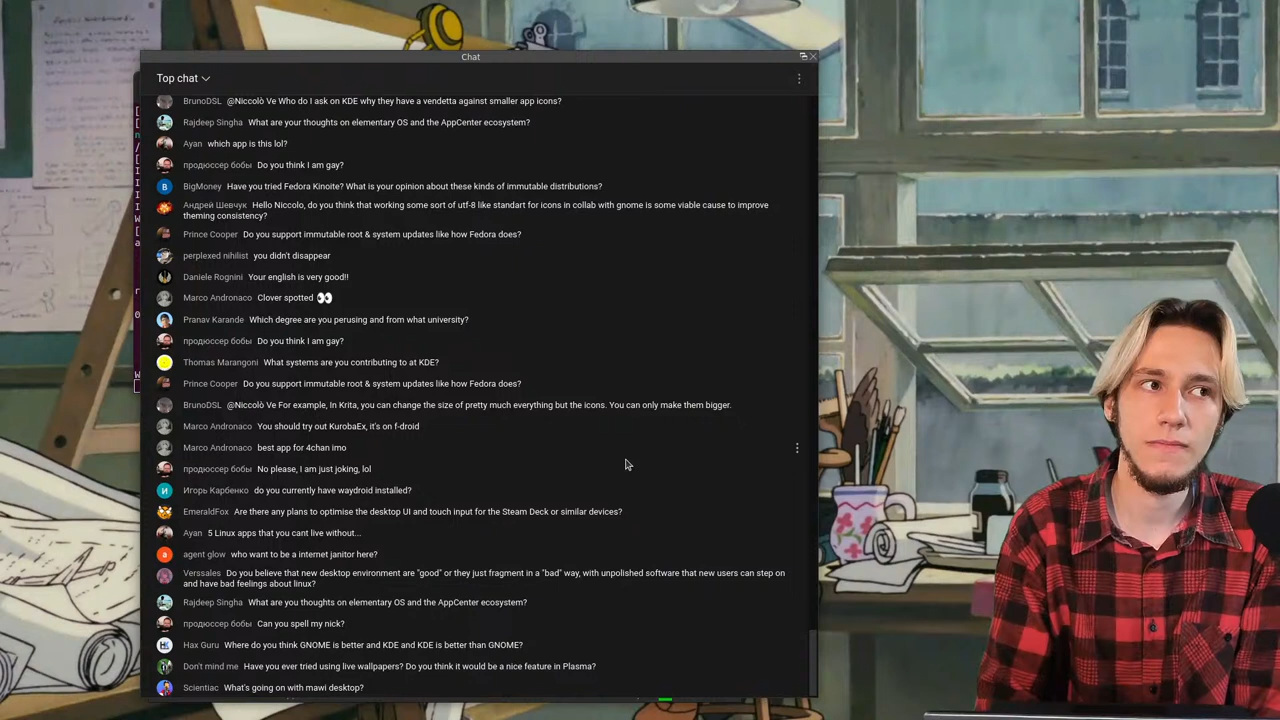 Chat
Top chat
BrunoDSL @Niccolò Ve Who do I ask on KDE why they have a vendetta against smaller app icons?
Rajdeep Singha What are your thoughts on elementary OS and the AppCenter ecosystem?
Ayan which app is this lol?
продюссер бобы Do you think I am gay?
BigMoney Have you tried Fedora Kinoite? What is your opinion about these kinds of immutable distributions?
Андрей Шевчук Hello Niccolo, do you think that working some sort of utf-8 like standart for icons in collab with gnome is some viable cause to improve
theming consistency?
Prince Cooper Do you support immutable root & system updates like how Fedora does?
perplexed nihilist you didn't disappear
Daniele Rognini Your english is very good!!
Marco Andronaco Clover spotted 👀
Pranav Karande Which degree are you perusing and from what university?
продюссер бобы Do you think I am gay?
Thomas Marangoni What systems are you contributing to at KDE?
Prince Cooper Do you support immutable root & system updates like how Fedora does?
BrunoDSL @Niccolò Ve For example, In Krita, you can change the size of pretty much everything but the icons. You can only make them bigger.
Marco Andronaco You should try out KurobaEx, it's on f-droid
Marco Andronaco best app for 4chan imo
продюссер бобы No please, I am just joking, lol
И Игорь Карбенко do you currently have waydroid installed?
EmeraldFox Are there any plans to optimise the desktop UI and touch input for the Steam Deck or similar devices?
Ayan 5 Linux apps that you cant live without...
a agent glow who want to be a internet janitor here?
Verssales Do you believe that new desktop environment are "good" or they just fragment in a "bad" way, with unpolished software that new users can step on
and have bad feelings about linux?
Rajdeep Singha What are you thoughts on elementary OS and the AppCenter ecosystem?
продюссер бобы Can you spell my nick?
Hax Guru Where do you think GNOME is better and KDE and KDE is better than GNOME?
Don't mind me Have you ever tried using live wallpapers? Do you think it would be a nice feature in Plasma?
Scientiac What's going on with mawi desktop?